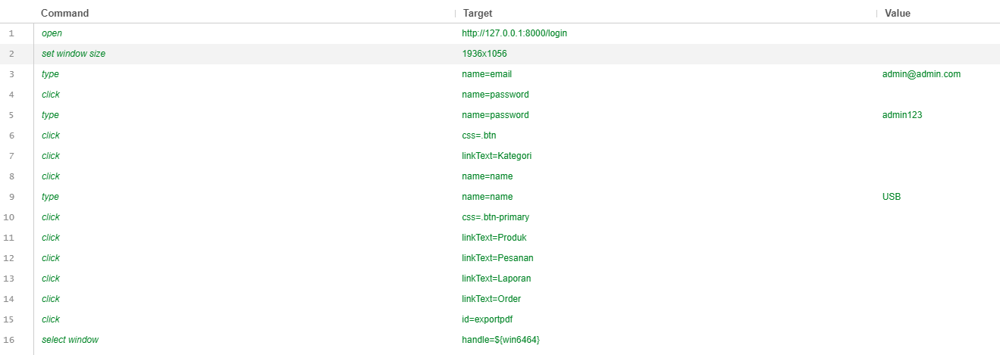 Command Target Value
1 open http://127.0.0.1:8000/login
2 set window size 1936x1056
3 type name=email admin@admin.com
4 click name=password
5 type name=password admin123
6 click css=.btn
7 click linkText=Kategori
8 click name=name
9 type name=name USB
10 click css=.btn-primary
11 click linkText=Produk
12 click linkText=Pesanan
13 click linkText=Laporan
14 click linkText=Order
15 click id=exportpdf
16 select window handle=${win6464}